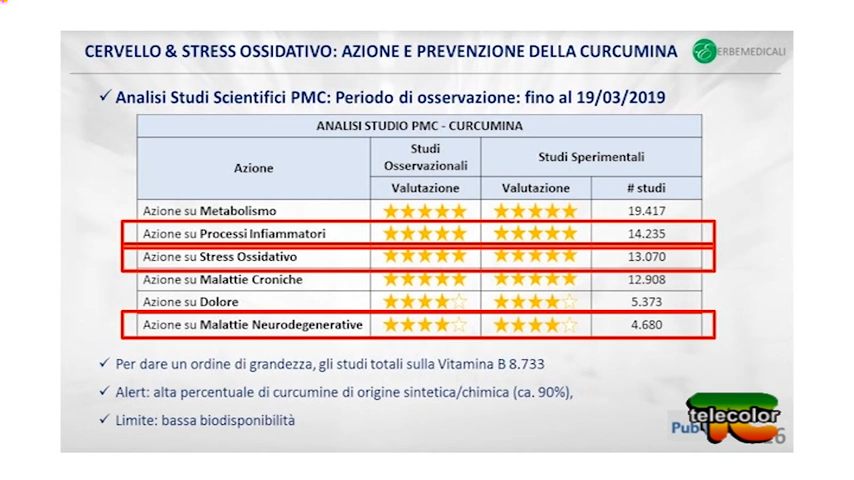 CERVELLO & STRESS OSSIDATIVO: AZIONE E PREVENZIONE DELLA CURCUMINA
ERBEMEDICALI
✓ Analisi Studi Scientifici PMC: Periodo di osservazione: fino al 19/03/2019
ANALISI STUDIO PMC - CURCUMINA
Azione
Studi Osservazionali
Studi Sperimentali
Valutazione Valutazione # studi
Azione su Metabolismo ★★★★★ ★★★★★ 19.417
Azione su Processi Infiammatori ★★★★★ ★★★★★ 14.235
Azione su Stress Ossidativo ★★★★★ ★★★★★ 13.070
Azione su Malattie Croniche ★★★★★ ★★★★★ 12.908
Azione su Dolore ★★★★☆ ★★★★☆ 5.373
Azione su Malattie Neurodegenerative ★★★★☆ ★★★★☆ 4.680
✓ Per dare un ordine di grandezza, gli studi totali sulla Vitamina B 8.733
✓ Alert: alta percentuale di curcumine di origine sintetica/chimica (ca. 90%),
✓ Limite: bassa biodisponibilità
telecolor